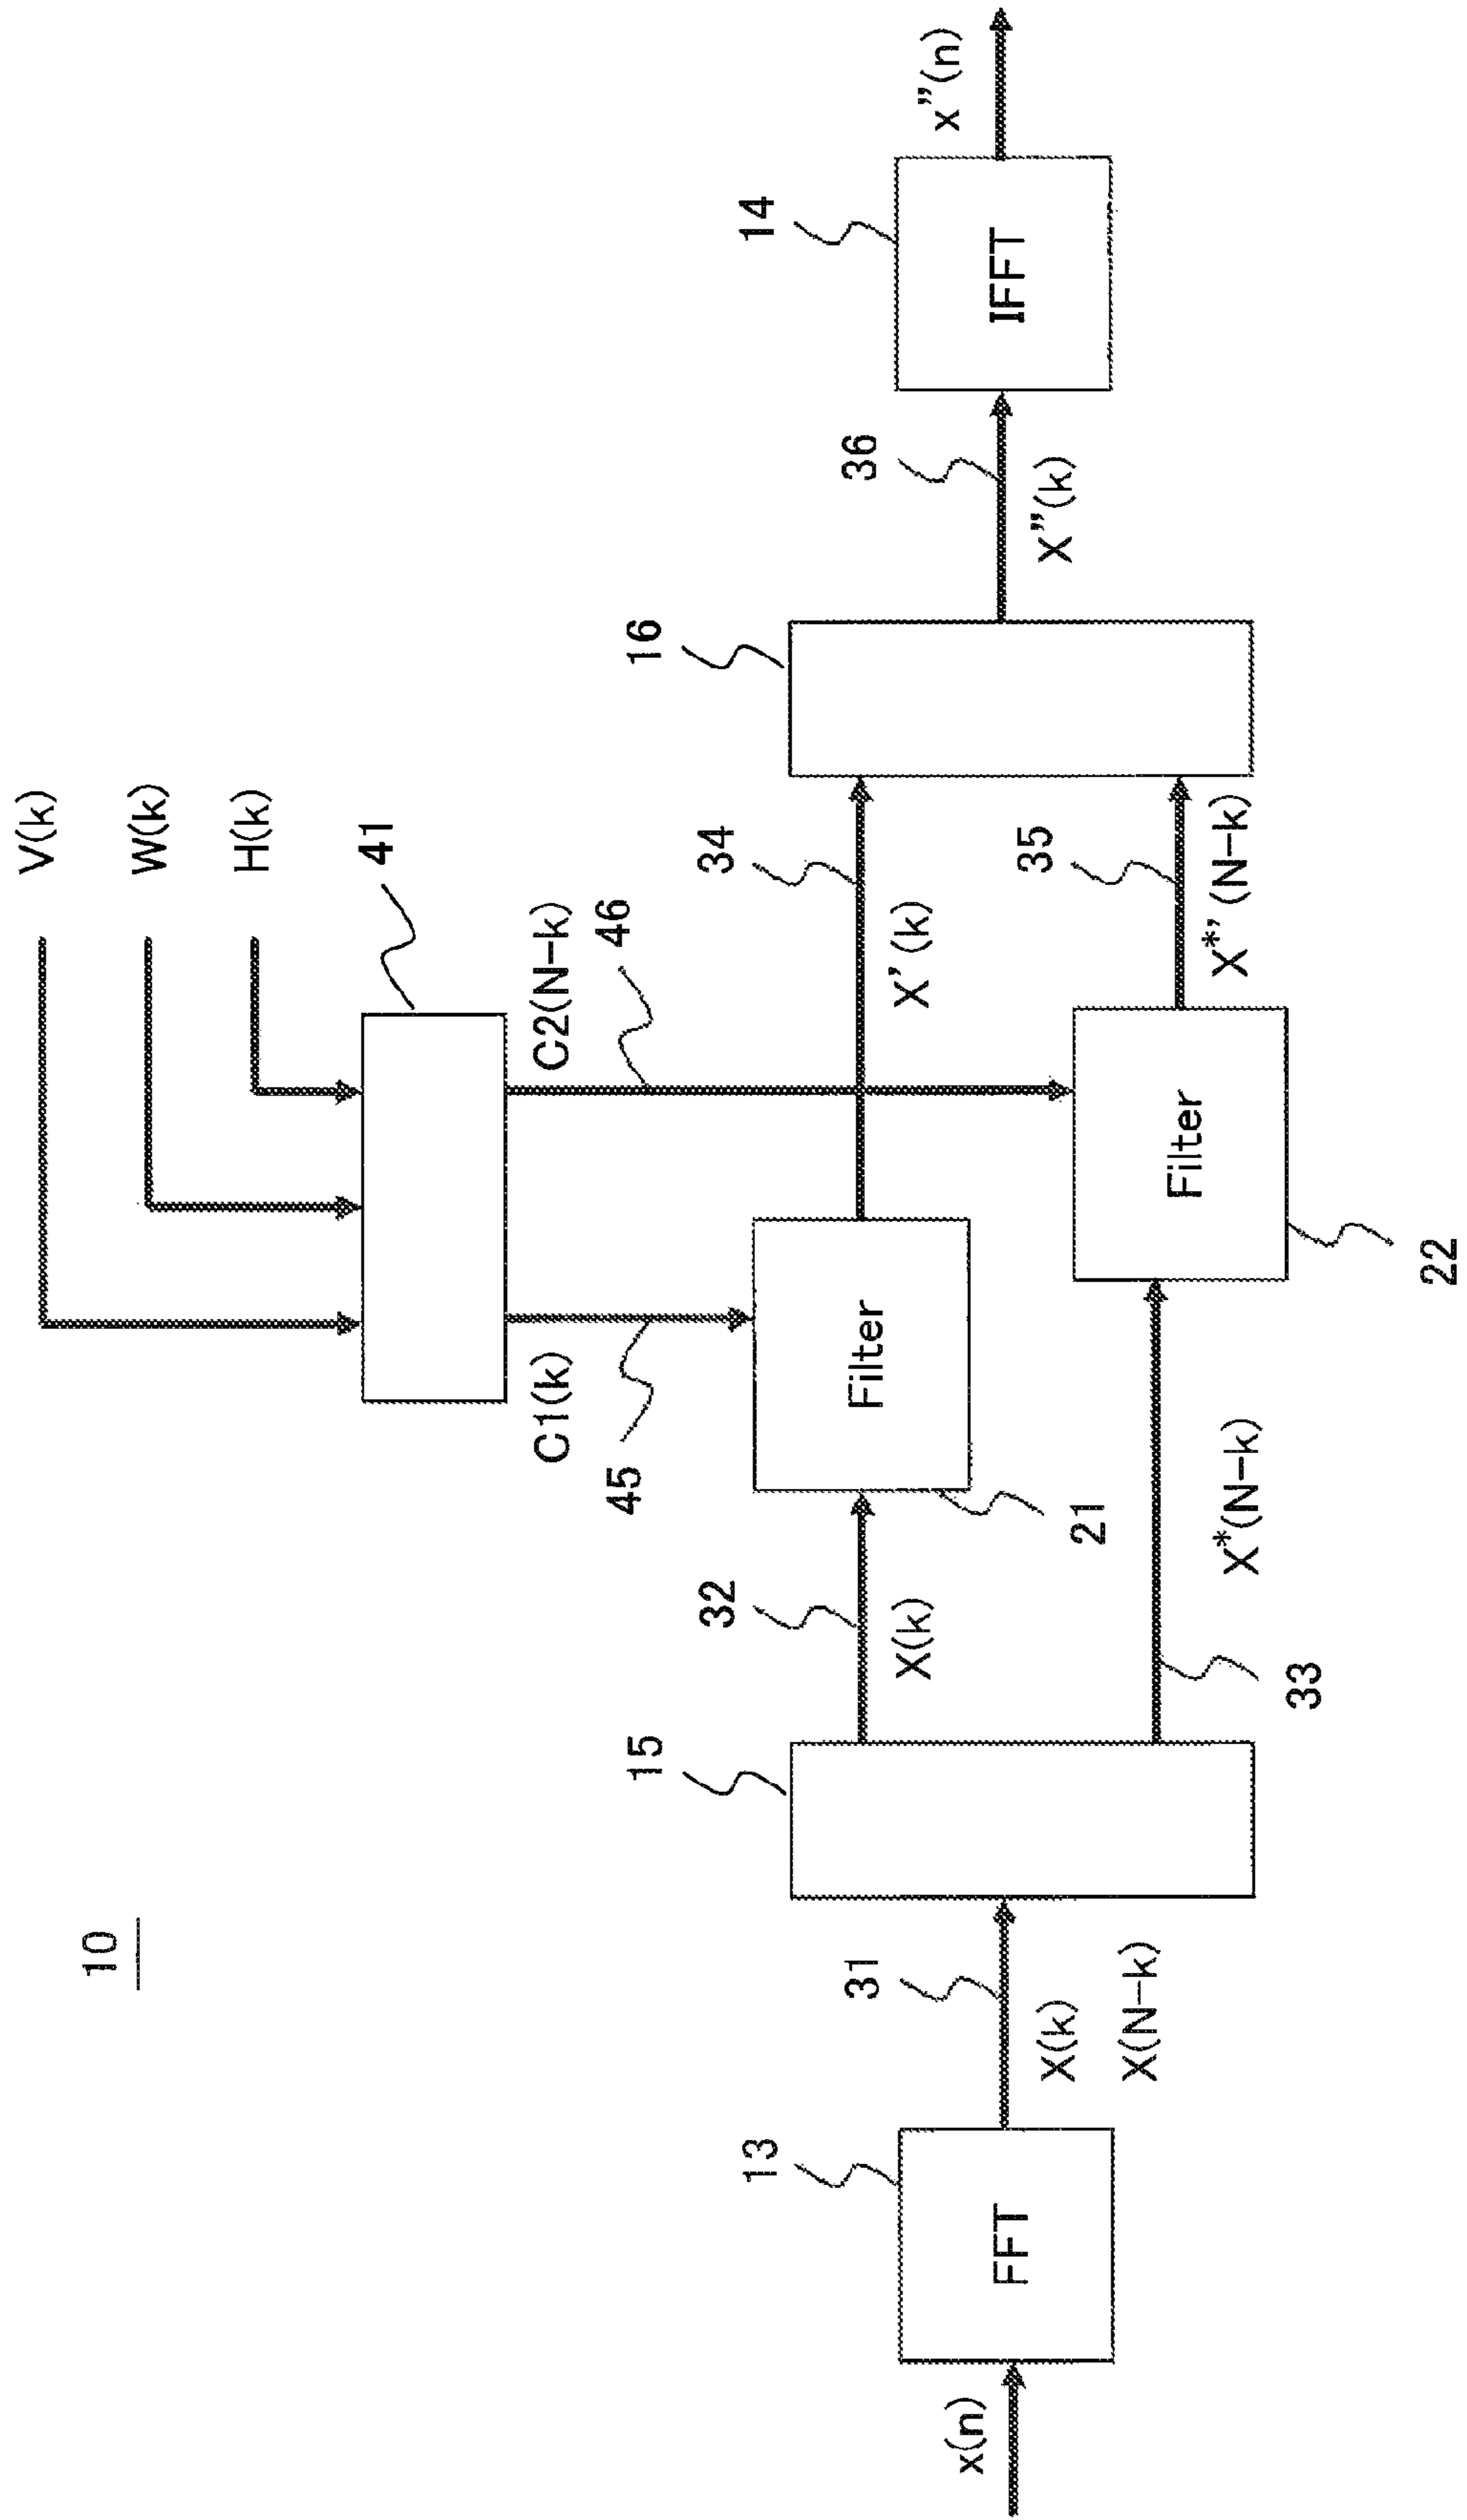 10
V(k)
W(k)
H(k)
41
C1(k)
45
C2(N-k)
46
x(n)
FFT
13
31
X(k)
X(N-k)
15
32
X(k)
Filter
21
33
X*(N-k)
Filter
22
34
X'(k)
35
X*'(N-k)
16
36
X"(k)
IFFT
14
x"(n)